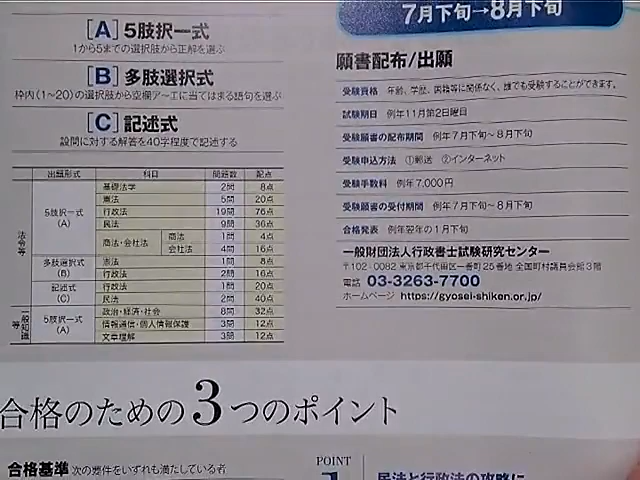 [A] 5肢択一式
1から5までの選択肢から正解を選ぶ
[B] 多肢選択式
枠内(1~20)の選択肢から空欄ア~エに当てはまる語句を選ぶ
[C] 記述式
設問に対する解答を40字程度で記述する
出題形式 科目 問題数 配点
法令等
5肢択一式(A) 基礎法学 2問 8点
憲法 5問 20点
行政法 19問 76点
民法 9問 36点
商法・会社法 商法 1問 4点
会社法 4問 16点
多肢選択式(B) 憲法 1問 8点
行政法 2問 16点
記述式(C) 行政法 1問 20点
民法 2問 40点
一般知識等
5肢択一式(A) 政治・経済・社会 8問 32点
情報通信・個人情報保護 3問 12点
文章理解 3問 12点
7月下旬→8月下旬
願書配布/出願
受験資格 年齢、学歴、国籍等に関係なく、誰でも受験することができます。
試験期日 例年11月第2日曜日
受験願書の配布期間 例年7月下旬~8月下旬
受験申込方法 ①郵送 ②インターネット
受験手数料 例年7,000円
受験願書の受付期間 例年7月下旬~8月下旬
合格発表 例年翌年の1月下旬
一般財団法人行政書士試験研究センター
〒102-0082 東京都千代田区一番町25番地 全国町村議員会館3階
電話 03-3263-7700
ホームページ https://gyosei-shiken.or.jp/
合格のための3つのポイント
合格基準 次の要件をいずれも満たしている者
POINT
1
民法と行政法の攻略に